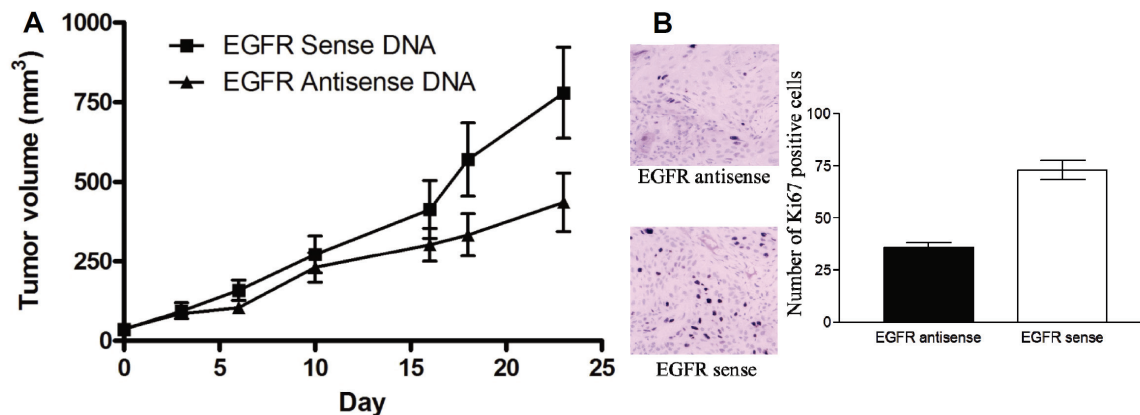 A
Tumor volume (mm³)
1000
750
500
250
0
EGFR Sense DNA
EGFR Antisense DNA
0 5 10 15 20 25
Day
B
EGFR antisense
EGFR sense
Number of Ki67 positive cells
100
75
50
25
0
EGFR antisense EGFR sense